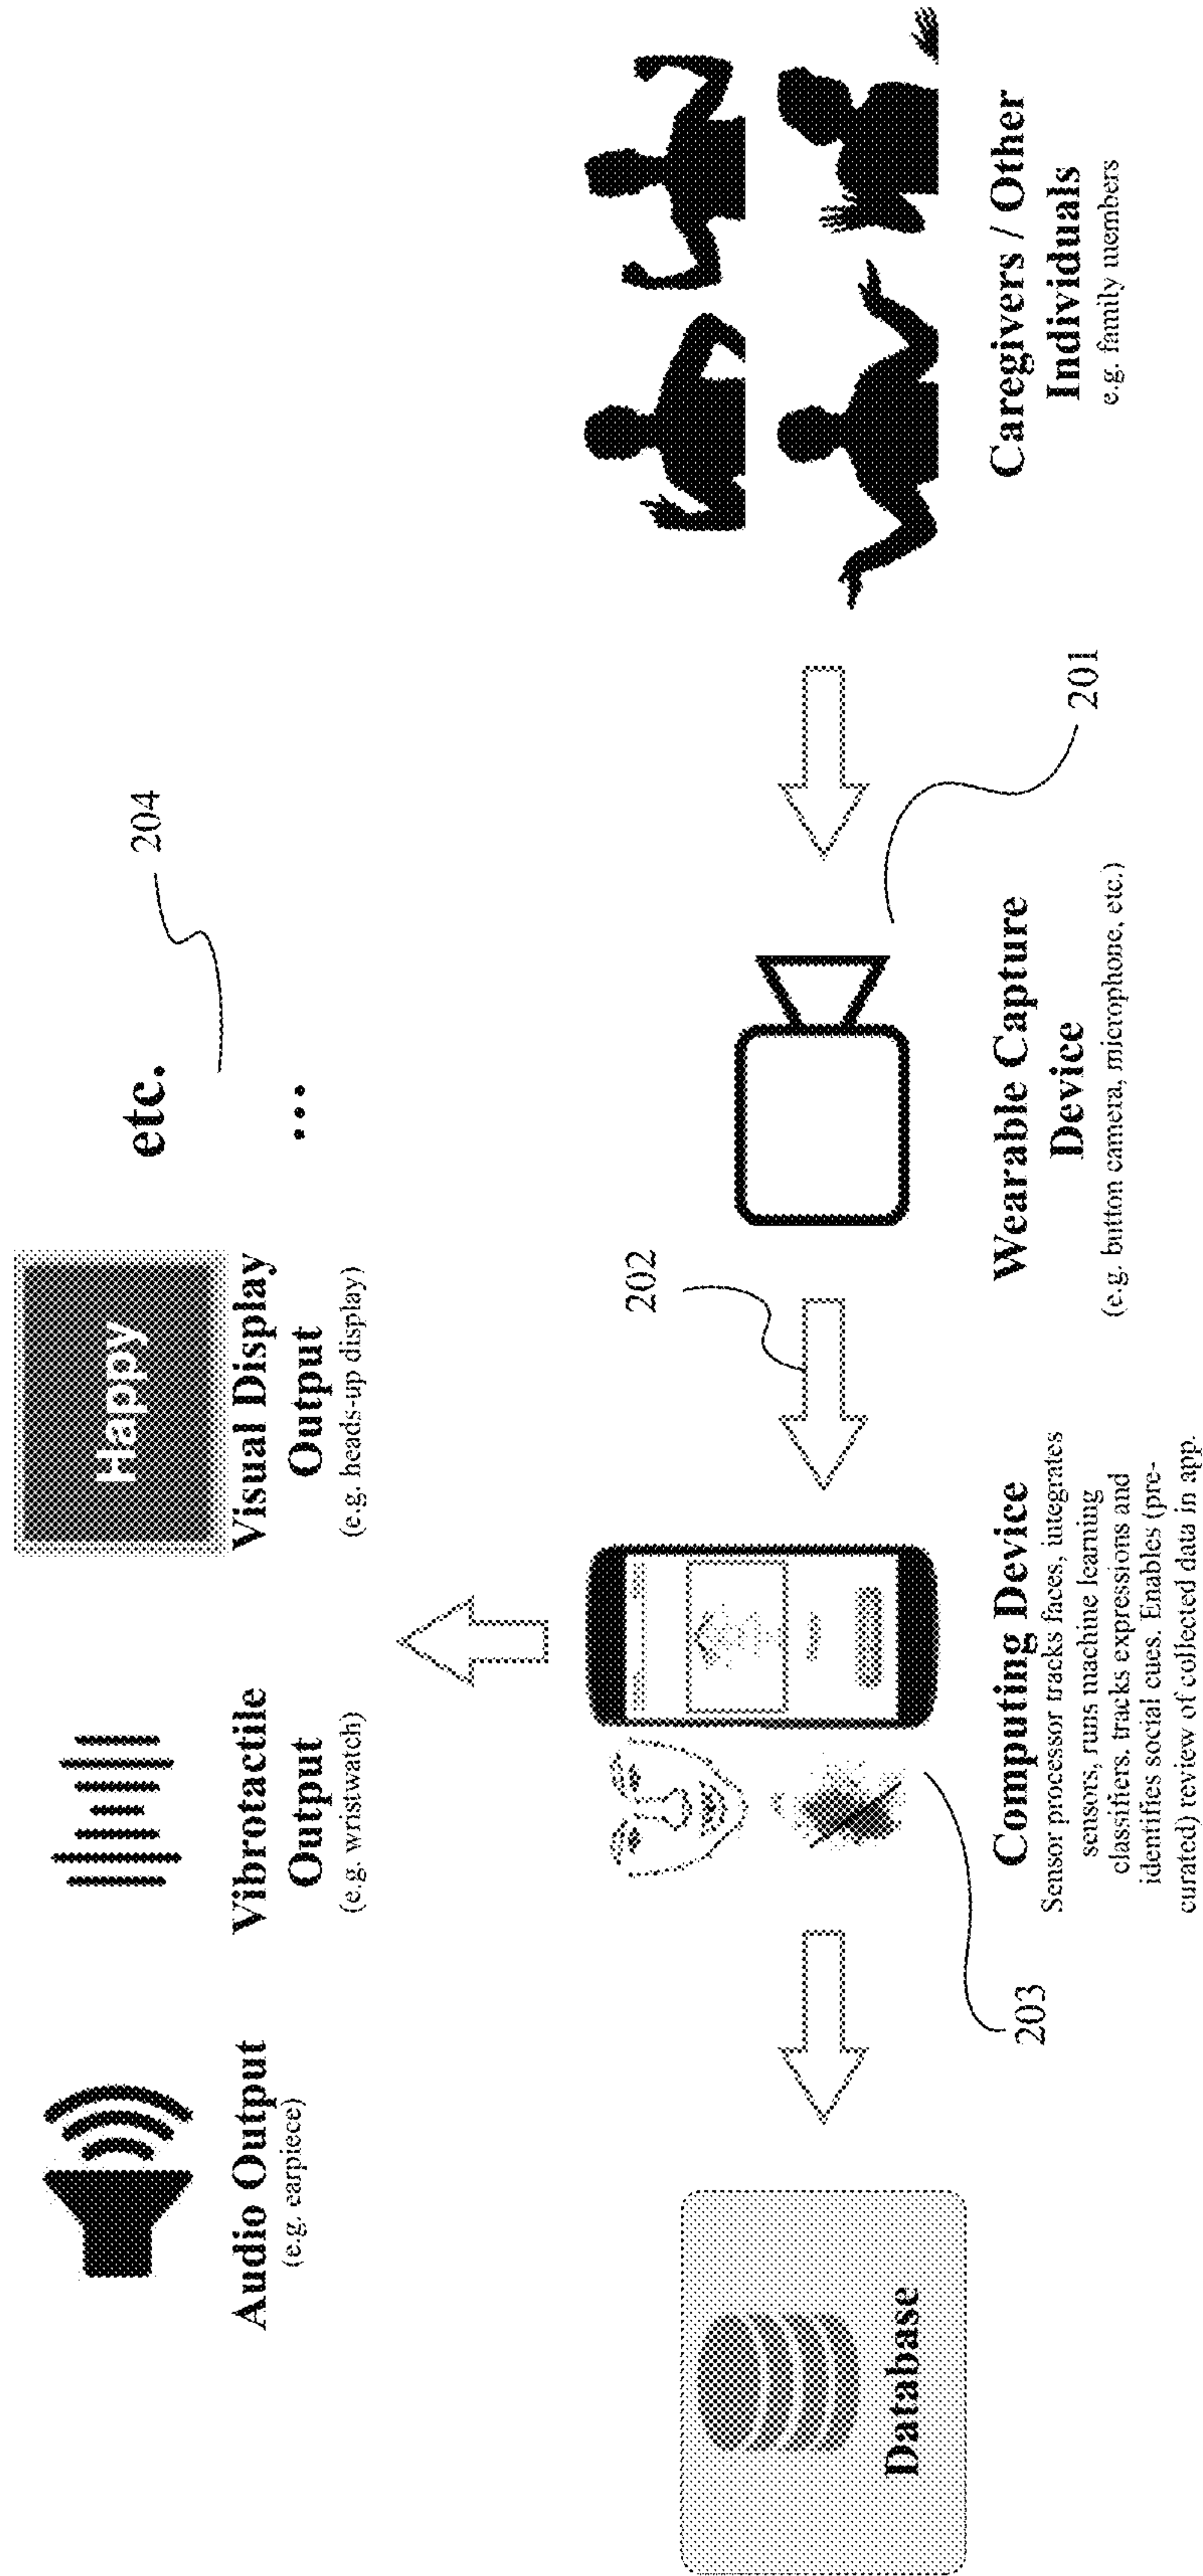 Audio Output
(e.g. earpiece)
Vibrotactile
Output
(e.g. wristwatch)
Happy
Visual Display
Output
(e.g. heads-up display)
etc.
...
204
Database
203
Computing Device
Sensor processor tracks faces, integrates
sensors, runs machine learning
classifiers, tracks expressions and
identifies social cues. Enables (pre-
curated) review of collected data in app.
202
Wearable Capture
Device
(e.g. button camera, microphone, etc.)
201
Caregivers / Other
Individuals
e.g. family members